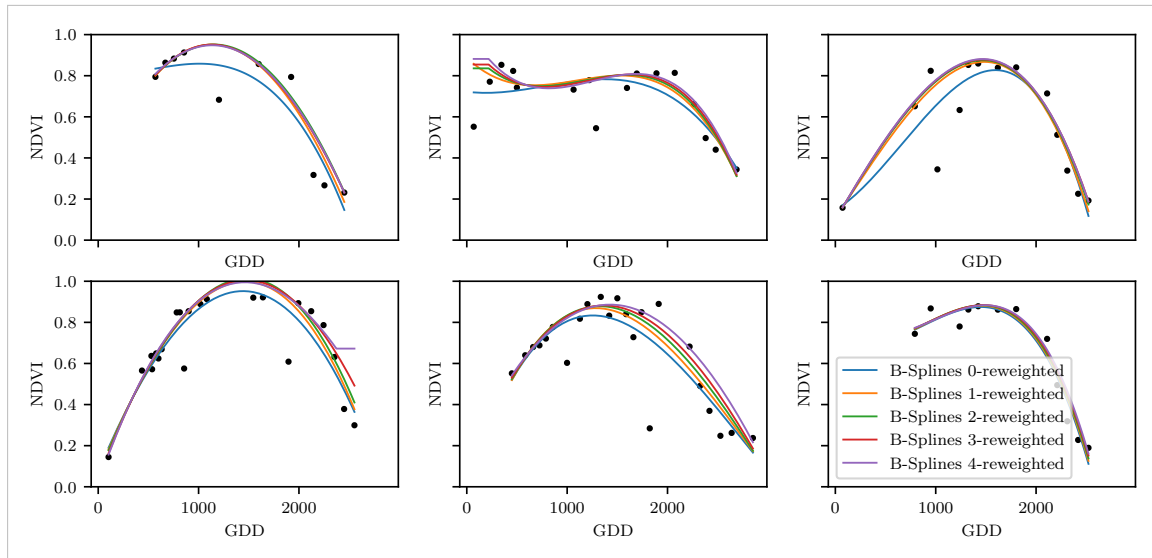 1.0
0.8
0.6
0.4
0.2
0.0
NDVI
GDD
NDVI
GDD
NDVI
GDD
1.0
0.8
0.6
0.4
0.2
0.0
NDVI
0
1000
2000
GDD
NDVI
0
1000
2000
GDD
NDVI
B-Splines 0-reweighted
B-Splines 1-reweighted
B-Splines 2-reweighted
B-Splines 3-reweighted
B-Splines 4-reweighted
0
1000
2000
GDD